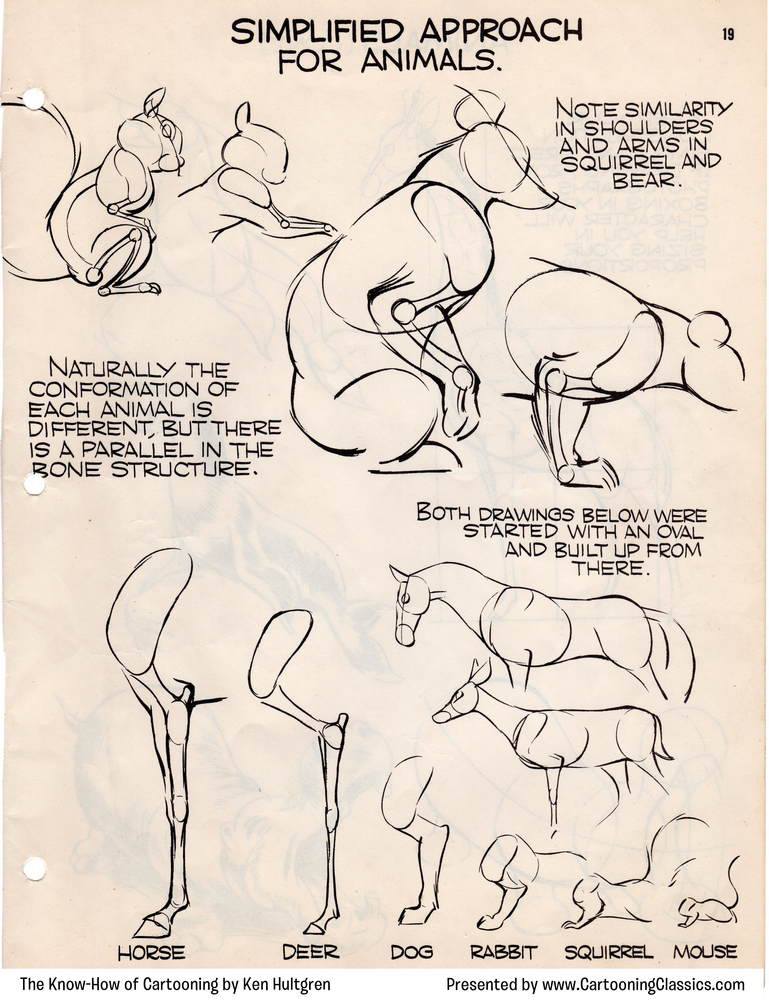 SIMPLIFIED APPROACH
FOR ANIMALS.
19
NOTE SIMILARITY
IN SHOULDERS
AND ARMS IN
SQUIRREL AND
BEAR.
NATURALLY THE
CONFORMATION OF
EACH ANIMAL IS
DIFFERENT, BUT THERE
IS A PARALLEL IN THE
BONE STRUCTURE.
BOTH DRAWINGS BELOW WERE
STARTED WITH AN OVAL
AND BUILT UP FROM
THERE.
HORSE DEER DOG RABBIT SQUIRREL MOUSE
The Know-How of Cartooning by Ken Hultgren
Presented by www.CartooningClassics.com